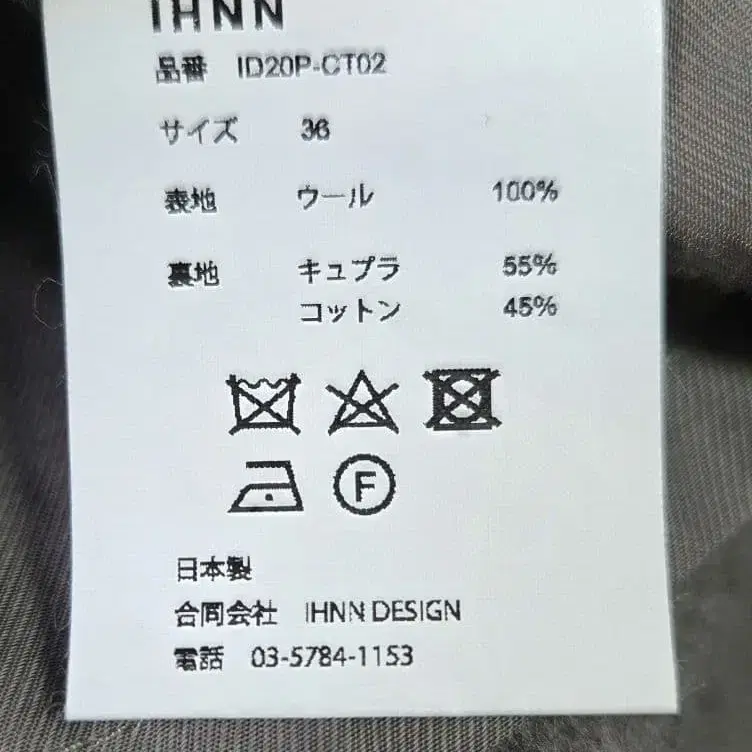 IHNN
品番 ID20P-CT02
サイズ 36
表地 ウール 100%
裏地 キュプラ 55%
コットン 45%
F
日本製
合同会社 IHNN DESIGN
電話 03-5784-1153